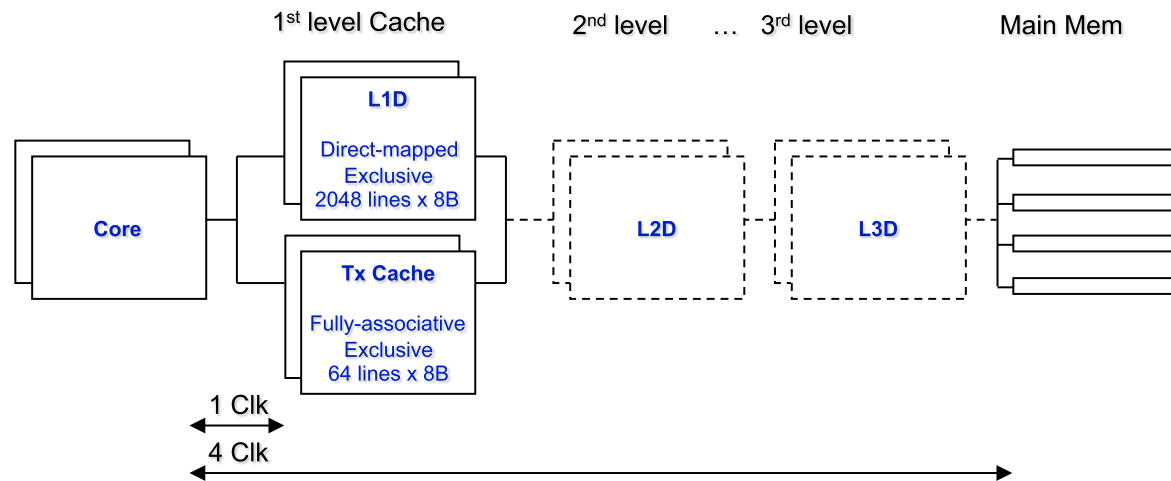 1st level Cache
2nd level … 3rd level
Main Mem
L1D
Direct-mapped
Exclusive
2048 lines x 8B
Core
L2D
L3D
Tx Cache
Fully-associative
Exclusive
64 lines x 8B
1 Clk
4 Clk